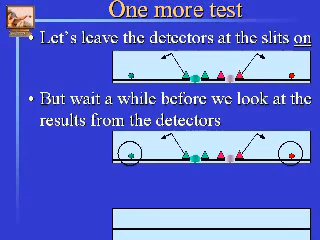 One more test
• Let's leave the detectors at the slits on
• But wait a while before we look at the
results from the detectors